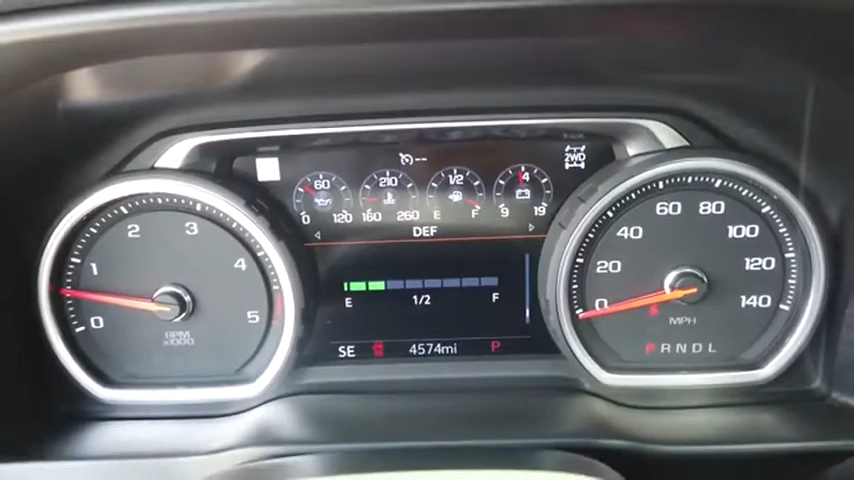 --
2WD
60
0 120
210
160 260
1/2
E F
14
9 19
DEF
E 1/2 F
SE 4574mi P
0 1 2 3 4 5
RPM
x1000
0 20 40 60 80 100 120 140
MPH
PRNDL